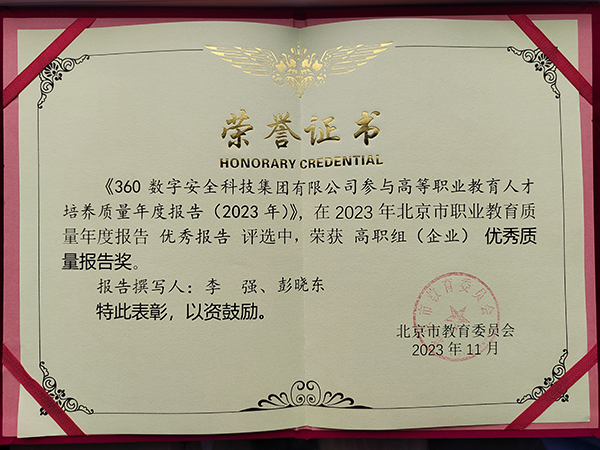 荣誉证书
HONORARY CREDENTIAL
《360 数字安全科技集团有限公司参与高等职业教育人才
培养质量年度报告（2023 年）》，在 2023 年北京市职业教育质
量年度报告 优秀报告 评选中，荣获 高职组（企业） 优秀质
量报告奖。
报告撰写人：李 强、彭晓东
特此表彰，以资鼓励。
北京市教育委员会
2023 年 11 月